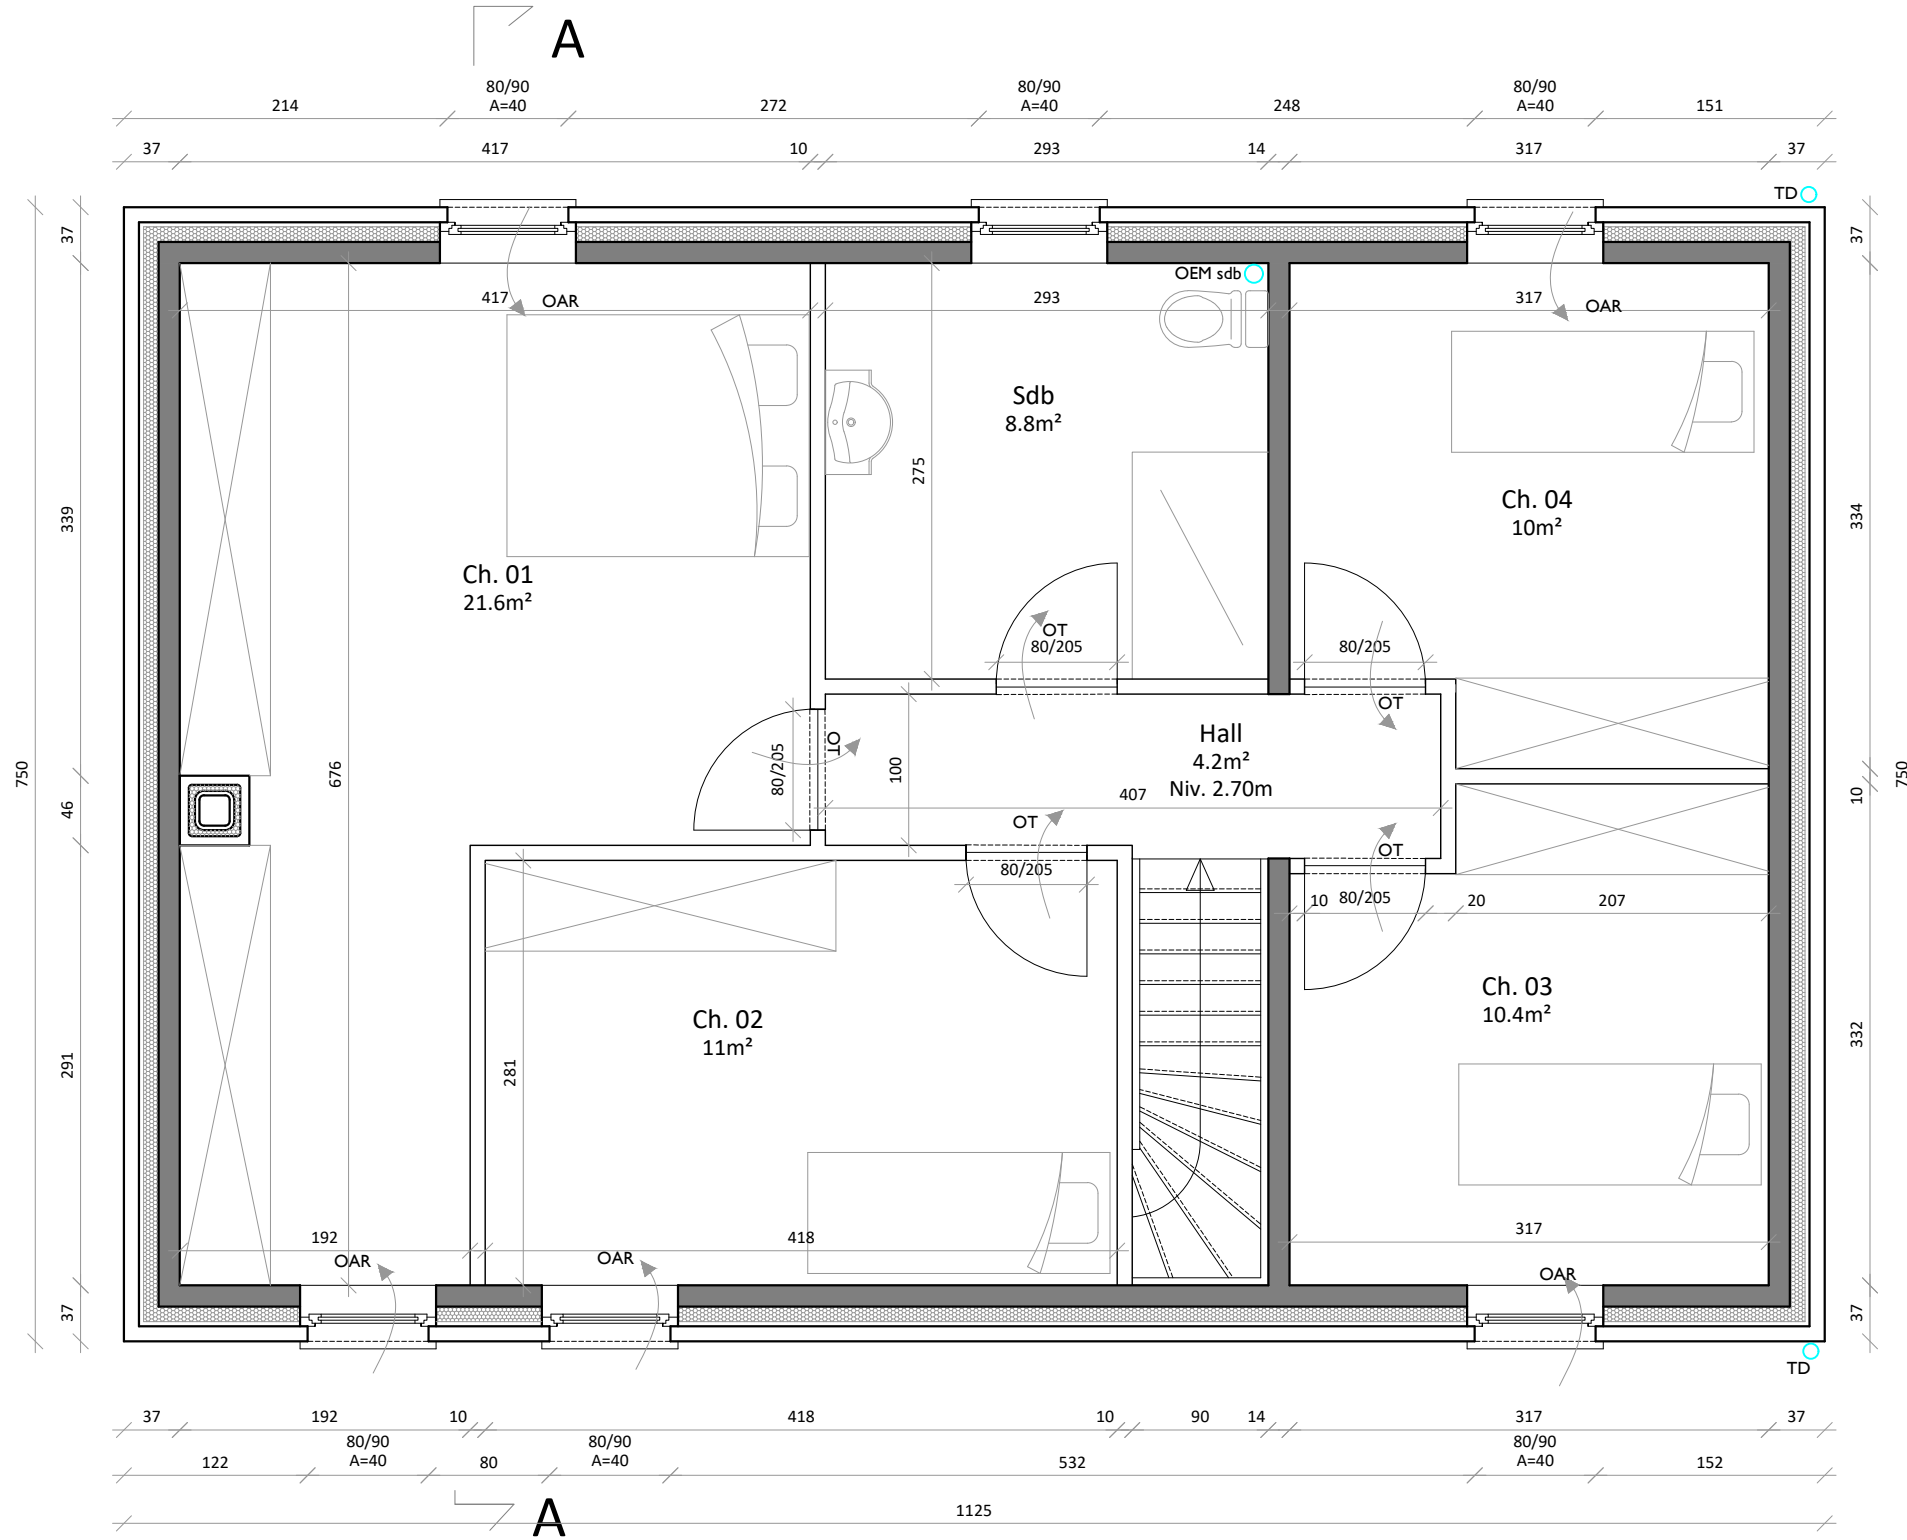 A
80/90 80/90 80/90
214 A=40 272 A=40 248 A=40 151
37 417 10 293 14 317 37
TD
37 37
OEM sdb
417 OAR 293 317 OAR
Sdb
8.8m²
275
Ch. 04
10m²
339 334
Ch. 01
21.6m²
OT
80/205 80/205
OT
Hall
4.2m²
Niv. 2.70m
OT
80/205
100
407
750 676 750
46 10
OT OT
80/205
10 80/205 20 207
Ch. 03
10.4m²
Ch. 02
11m²
291 281 332
192 418 317
OAR OAR OAR
37 37
TD
37 192 10 418 10 90 14 317 37
80/90 80/90 80/90
122 A=40 80 A=40 532 A=40 152
A
1125